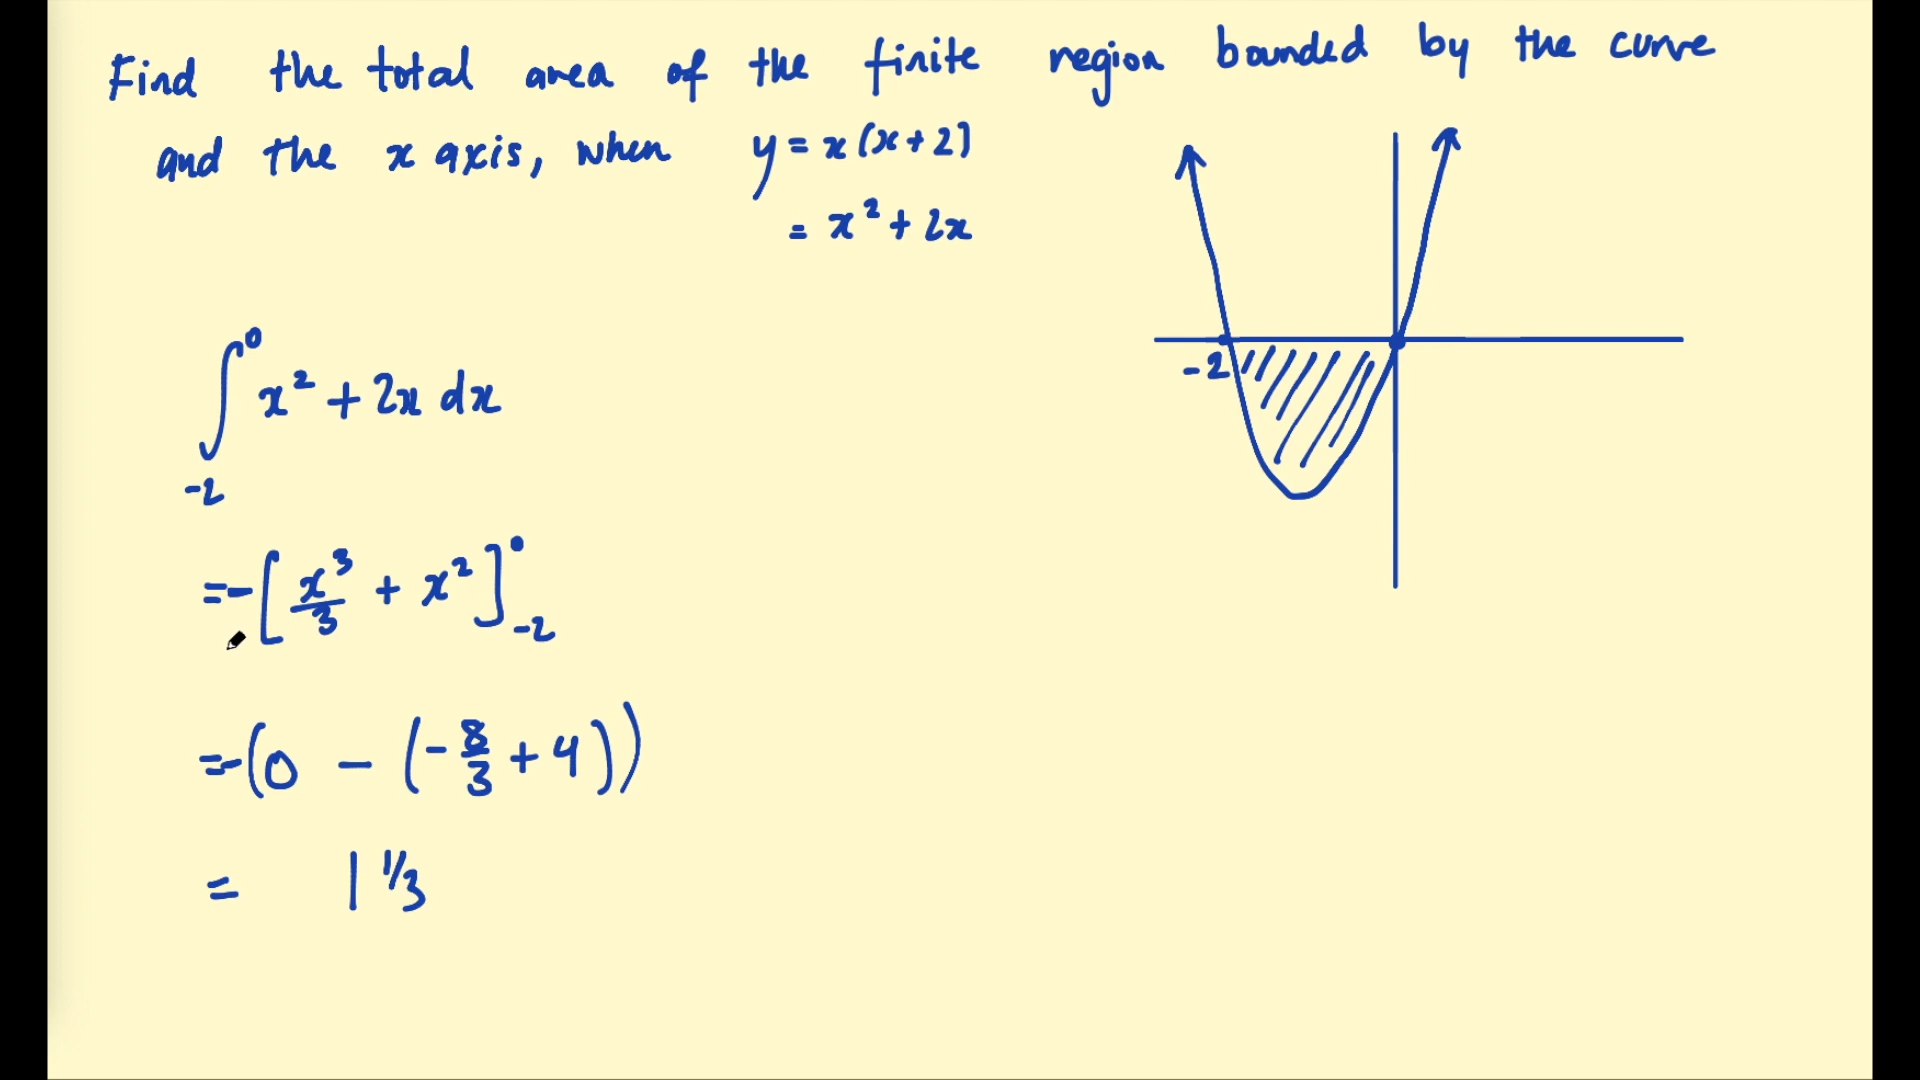 Find the total area of the finite region bounded by the curve
and the x axis, when y = x(x+2)
= x² + 2x
-2
∫₋₂⁰ x² + 2x dx
= -[x³/3 + x²]₋₂⁰
= -(0 - (-8/3 + 4))
= 1 1/3